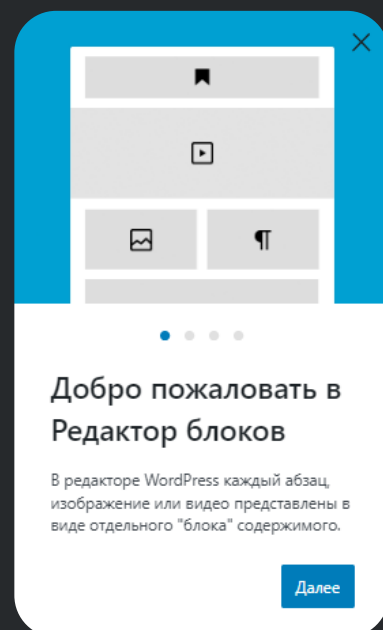 Добро пожаловать в
Редактор блоков
В редакторе WordPress каждый абзац,
изображение или видео представлены в
виде отдельного "блока" содержимого.
Далее